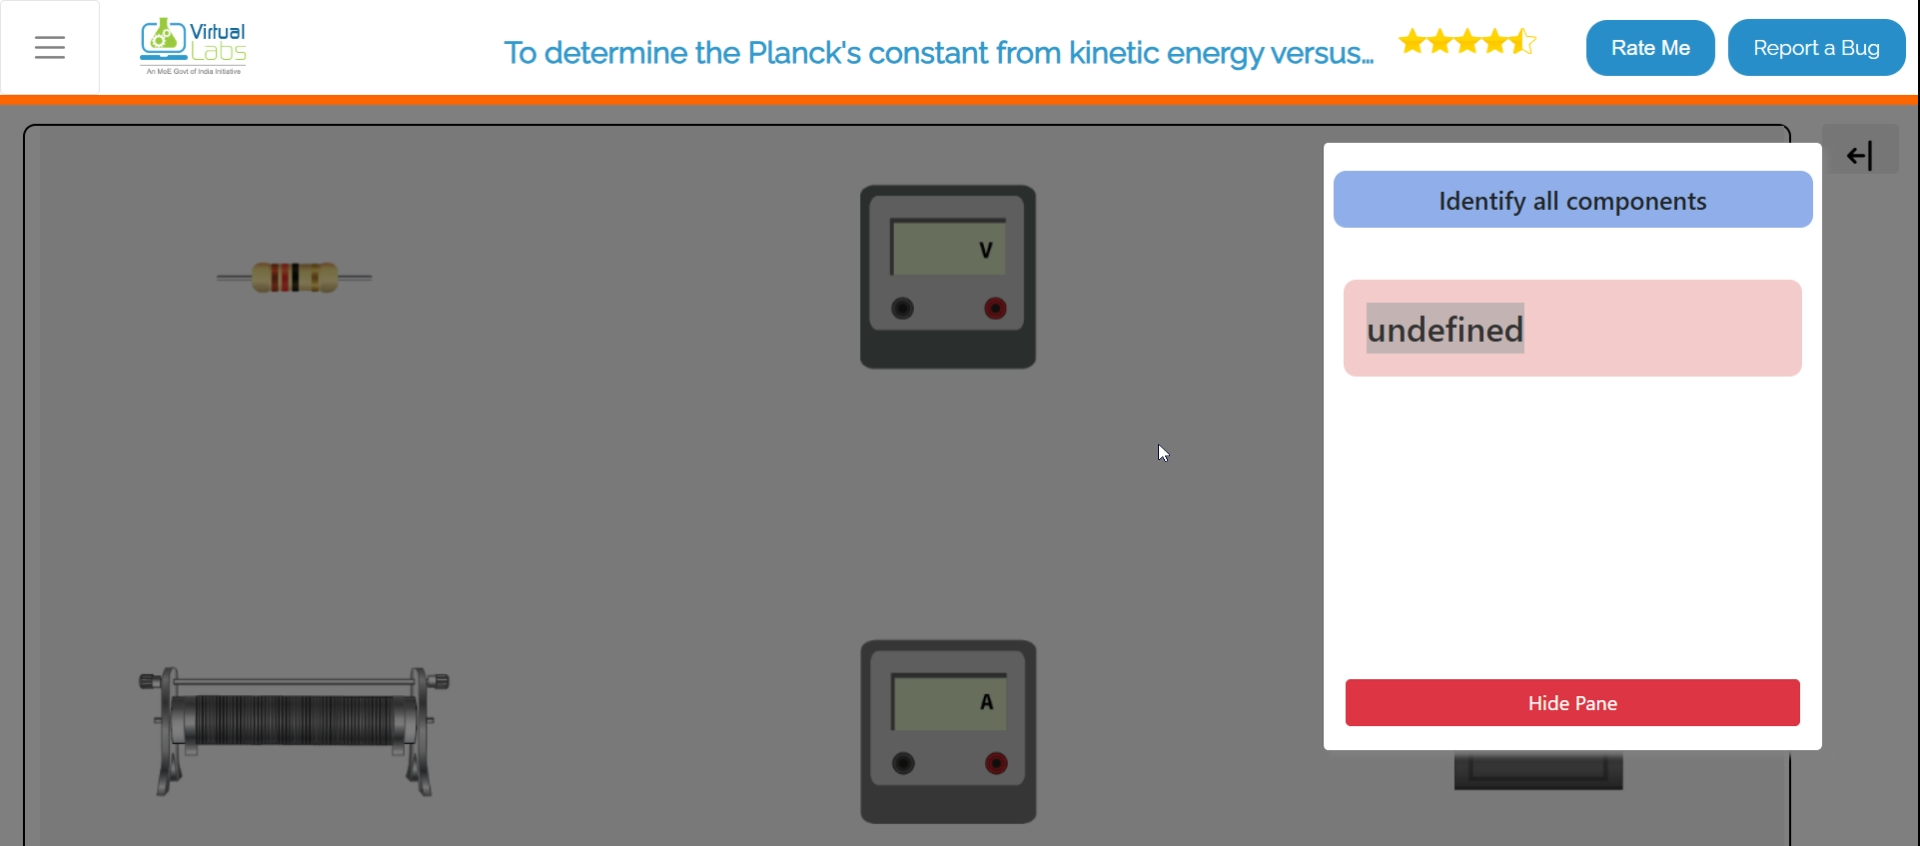 Virtual
Labs
An MoE Govt of India Initiative
To determine the Planck's constant from kinetic energy versus...
Rate Me
Report a Bug
V
Identify all components
undefined
A
Hide Pane